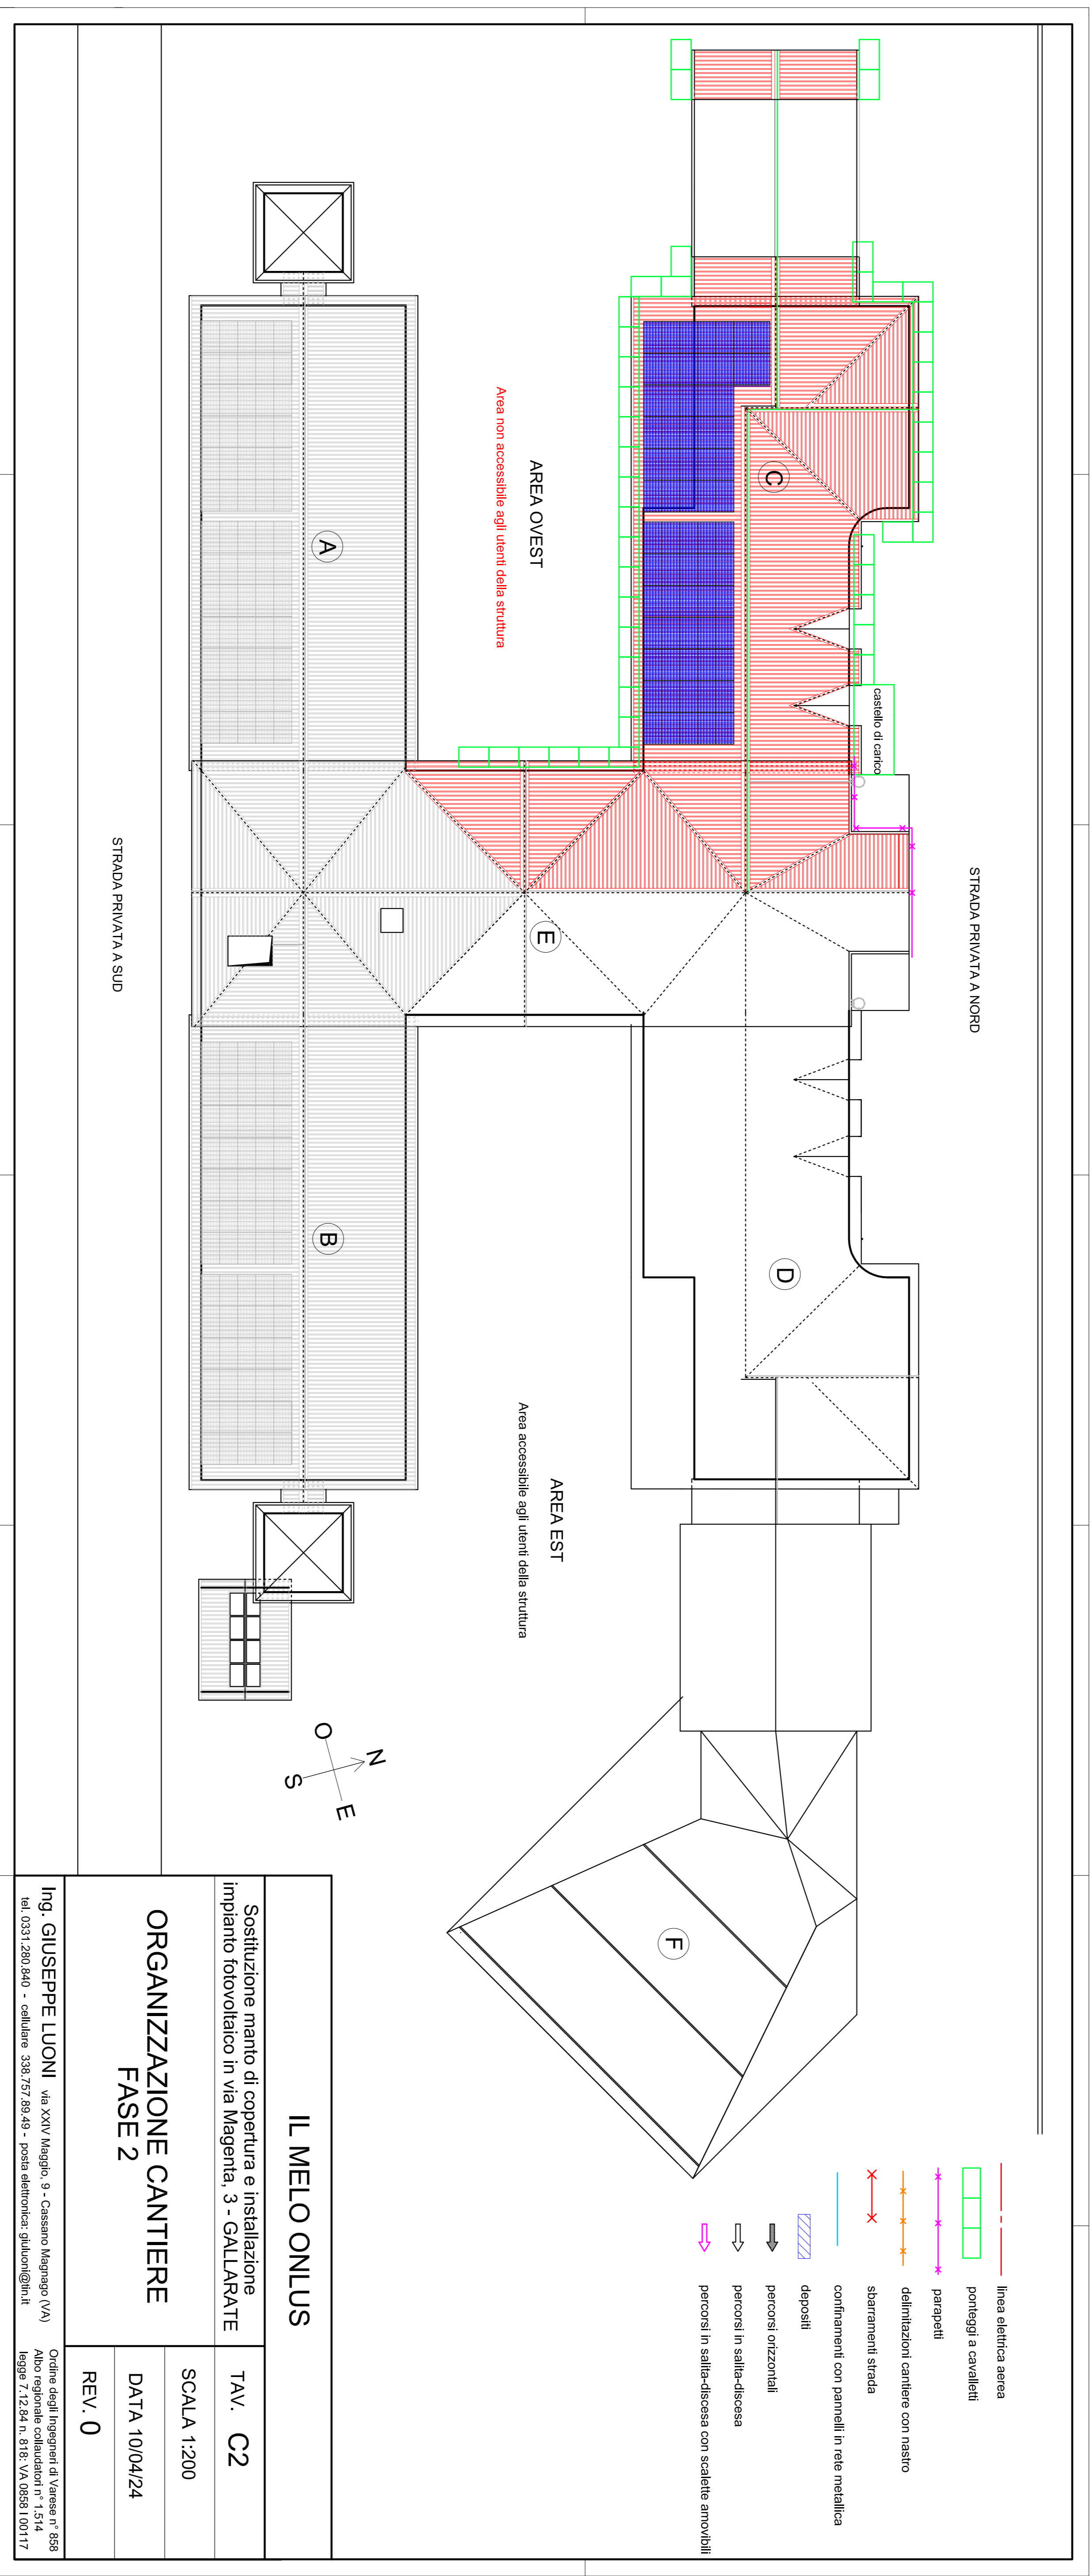 STRADA PRIVATA A NORD
castello di carico
C
D
AREA OVEST
Area non accessibile agli utenti della struttura
E
AREA EST
Area accessibile agli utenti della struttura
F
A
B
STRADA PRIVATA A SUD
N
O
E
S
linea elettrica aerea
ponteggi a cavalletti
parapetti
delimitazioni cantiere con nastro
sbarramenti strada
confinamenti con pannelli in rete metallica
depositi
percorsi orizzontali
percorsi in salita-discesa
percorsi in salita-discesa con scalette amovibili
IL MELO ONLUS
Sostituzione manto di copertura e installazione
impianto fotovoltaico in via Magenta, 3 - GALLARATE
TAV. C2
ORGANIZZAZIONE CANTIERE
FASE 2
SCALA 1:200
DATA 10/04/24
REV. 0
Ing. GIUSEPPE LUONI via XXIV Maggio, 9 - Cassano Magnago (VA)
tel. 0331.280.840 - cellulare 338.757.89.49 - posta elettronica: giuluoni@tin.it
Ordine degli Ingegneri di Varese n° 858
Albo regionale collaudatori n° 1.514
legge 7.12.84 n. 818: VA 0858 I 00117